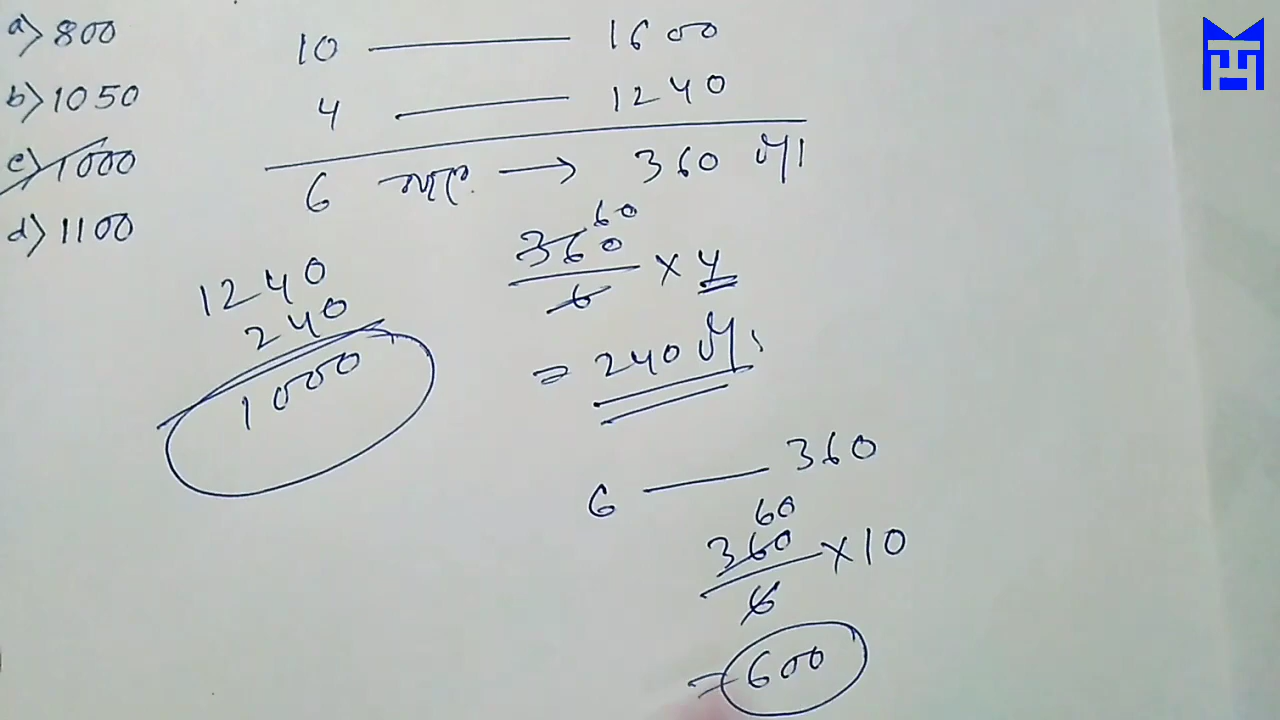 a) 800
b) 1050
c) 1000
d) 1100
10 — 1600
4 — 1240
6 → 360
360 60
6 × 4
= 240
1240
240
1000
6 — 360
60
360 × 10
6
= 600